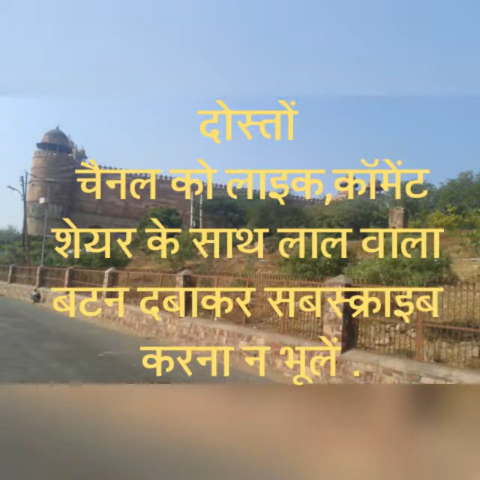 दोस्तों
चैनल को लाइक,कॉमेंट
शेयर के साथ लाल वाला
बटन दबाकर सबस्क्राइब
करना न भूलें .